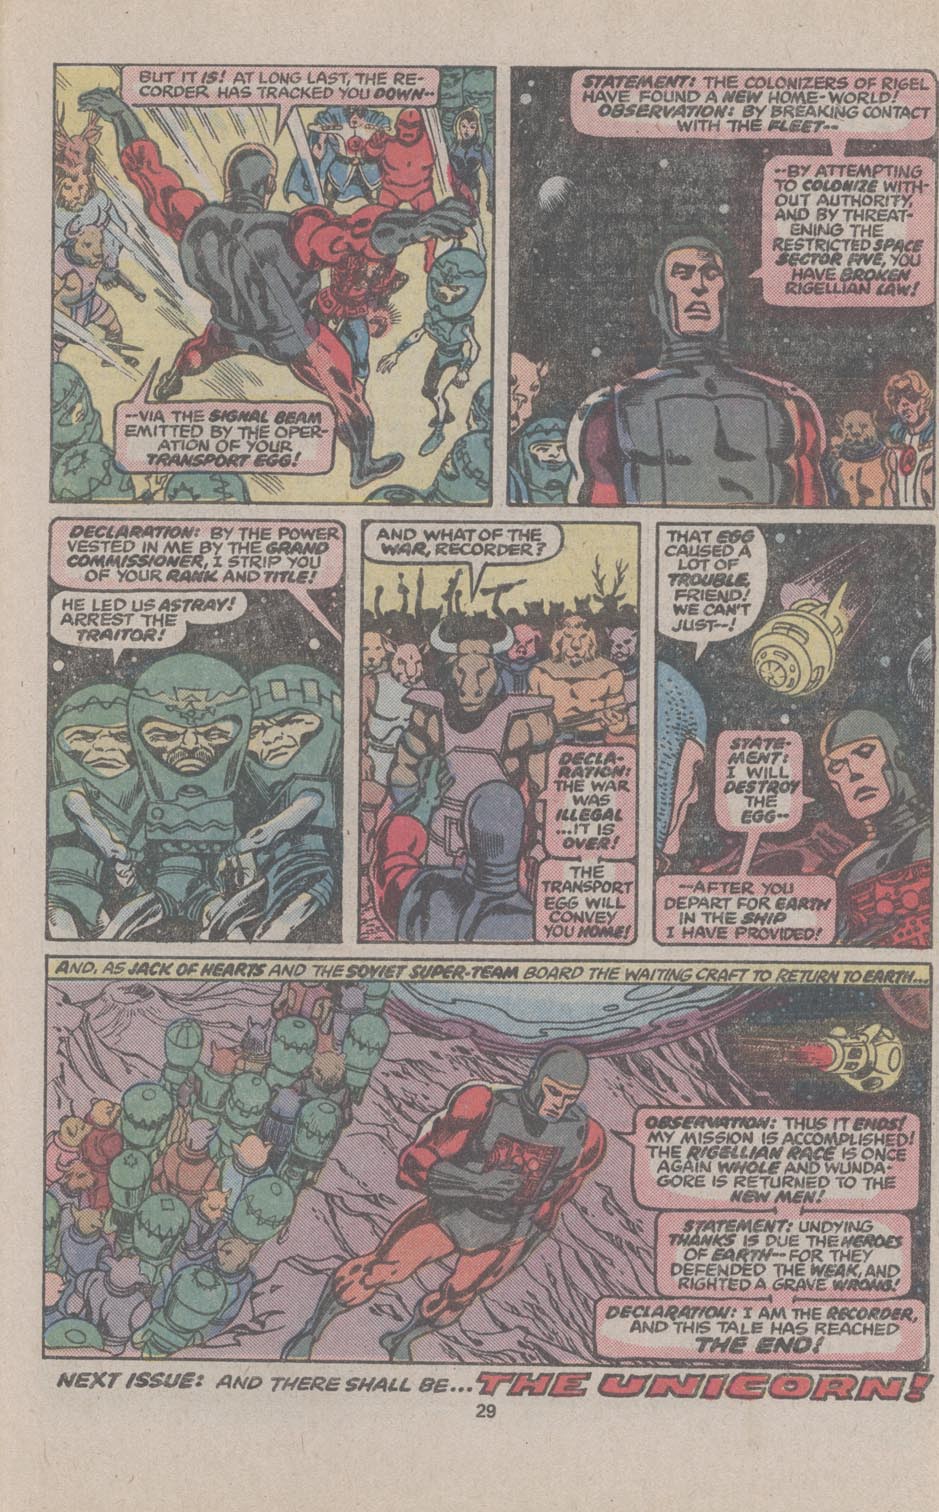 BUT IT IS! AT LONG LAST, THE RE-
CORDER HAS TRACKED YOU DOWN--
--VIA THE SIGNAL BEAM
EMITTED BY THE OPER-
ATION OF YOUR
TRANSPORT EGG!
STATEMENT: THE COLONIZERS OF RIGEL
HAVE FOUND A NEW HOME-WORLD!
OBSERVATION: BY BREAKING CONTACT
WITH THE FLEET--
--BY ATTEMPTING
TO COLONIZE WITH-
OUT AUTHORITY,
AND BY THREAT-
ENING THE
RESTRICTED SPACE
SECTOR FIVE, YOU
HAVE BROKEN
RIGELLIAN LAW!
DECLARATION: BY THE POWER
VESTED IN ME BY THE GRAND
COMMISSIONER, I STRIP YOU
OF YOUR RANK AND TITLE!
HE LED US ASTRAY!
ARREST THE
TRAITOR!
AND WHAT OF THE
WAR, RECORDER?
DECLA-
RATION:
THE WAR
WAS
ILLEGAL
...IT IS
OVER!
THE
TRANSPORT
EGG WILL
CONVEY
YOU HOME!
THAT EGG
CAUSED A
LOT OF
TROUBLE,
FRIEND!
WE CAN'T
JUST--!
STATE-
MENT:
I WILL
DESTROY
THE
EGG--
--AFTER YOU
DEPART FOR EARTH
IN THE SHIP
I HAVE PROVIDED!
AND, AS JACK OF HEARTS AND THE SOVIET SUPER-TEAM BOARD THE WAITING CRAFT TO RETURN TO EARTH...
OBSERVATION: THUS IT ENDS!
MY MISSION IS ACCOMPLISHED!
THE RIGELLIAN RACE IS ONCE
AGAIN WHOLE AND WUNDA-
GORE IS RETURNED TO THE
NEW MEN!
STATEMENT: UNDYING
THANKS IS DUE THE HEROES
OF EARTH--FOR THEY
DEFENDED THE WEAK, AND
RIGHTED A GRAVE WRONG!
DECLARATION: I AM THE RECORDER,
AND THIS TALE HAS REACHED
THE END!
NEXT ISSUE: AND THERE SHALL BE... THE UNICORN!
29